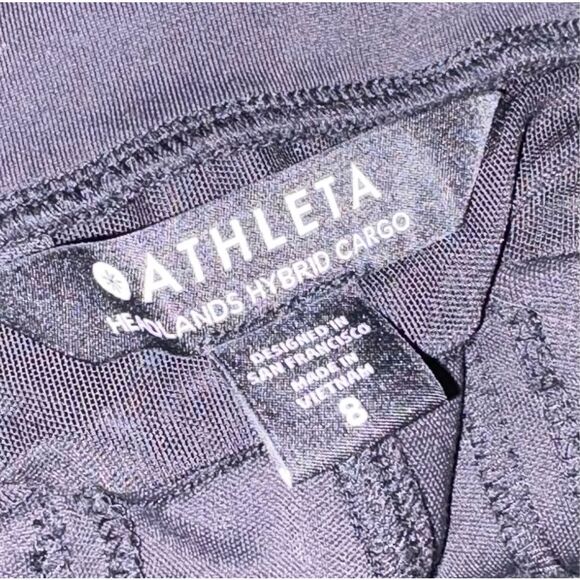 ATHLETA
HEADLANDS HYBRID CARGO
DESIGNED IN
SAN FRANCISCO
MADE IN
VIETNAM
8